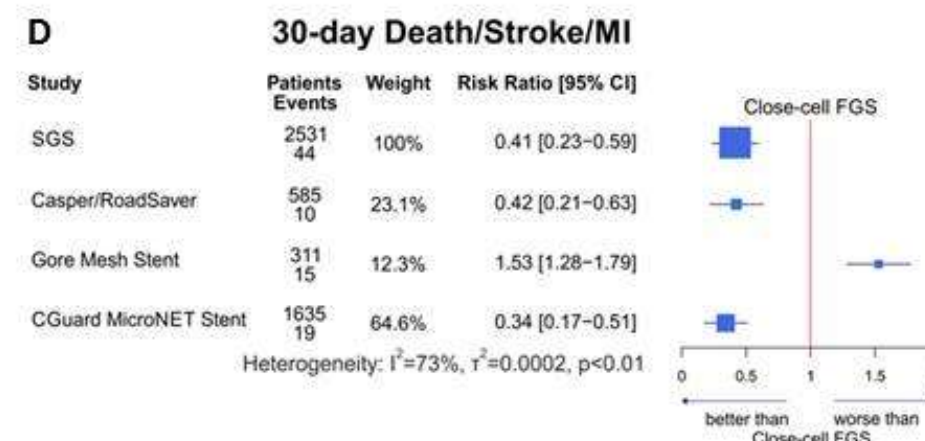 D 30-day Death/Stroke/MI
Study Patients Events Weight Risk Ratio [95% CI]
Close-cell FGS
SGS 2531 44 100% 0.41 [0.23−0.59]
Casper/RoadSaver 585 10 23.1% 0.42 [0.21−0.63]
Gore Mesh Stent 311 15 12.3% 1.53 [1.28−1.79]
CGuard MicroNET Stent 1635 19 64.6% 0.34 [0.17−0.51]
Heterogeneity: I²=73%, τ²=0.0002, p<0.01
0 0.5 1 1.5
better than worse than
Close-cell FGS